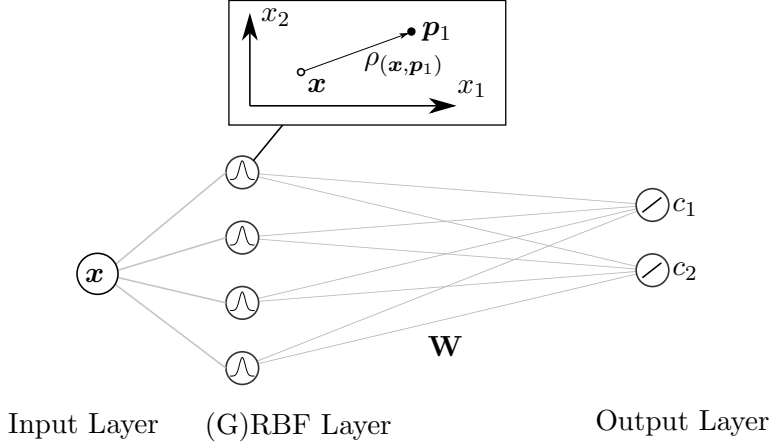 x₂
p₁
ρ₍ₓ,ₚ₁₎
x
x₁
c₁
x
c₂
W
Input Layer (G)RBF Layer Output Layer